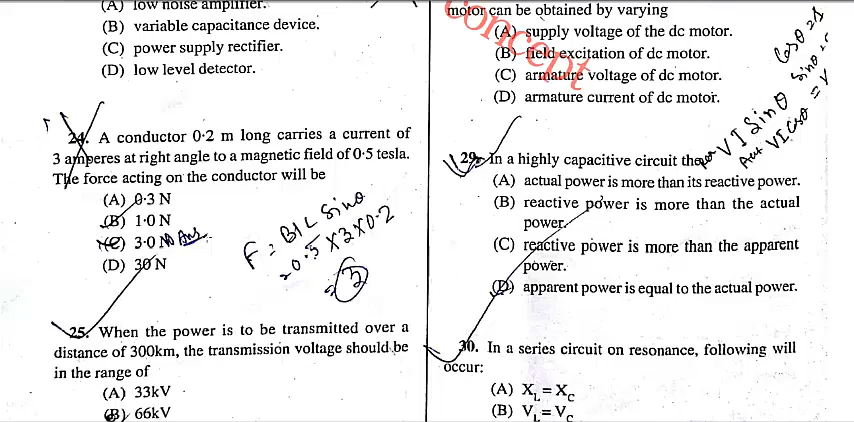 (A) low noise amplifier.
(B) variable capacitance device.
(C) power supply rectifier.
(D) low level detector.
24. A conductor 0·2 m long carries a current of
3 amperes at right angle to a magnetic field of 0·5 tesla.
The force acting on the conductor will be
(A) 0·3 N
(B) 1·0 N
(C) 3·0 N Ans.
(D) 30 N
F = BIL Sinθ
= 0.5 X 3 X 0.2
= 3
25. When the power is to be transmitted over a
distance of 300km, the transmission voltage should be
in the range of
(A) 33kV
(B) 66kV
motor can be obtained by varying
(A) supply voltage of the dc motor.
(B) field excitation of dc motor.
(C) armature voltage of dc motor.
(D) armature current of dc motor.
concept
Cosθ
Sinθ
VI Sinθ
VI Cosθ = V
29. In a highly capacitive circuit the
(A) actual power is more than its reactive power.
(B) reactive power is more than the actual
power.
(C) reactive power is more than the apparent
power.
(D) apparent power is equal to the actual power.
30. In a series circuit on resonance, following will
occur:
(A) X_L = X_C
(B) V_L = V_C